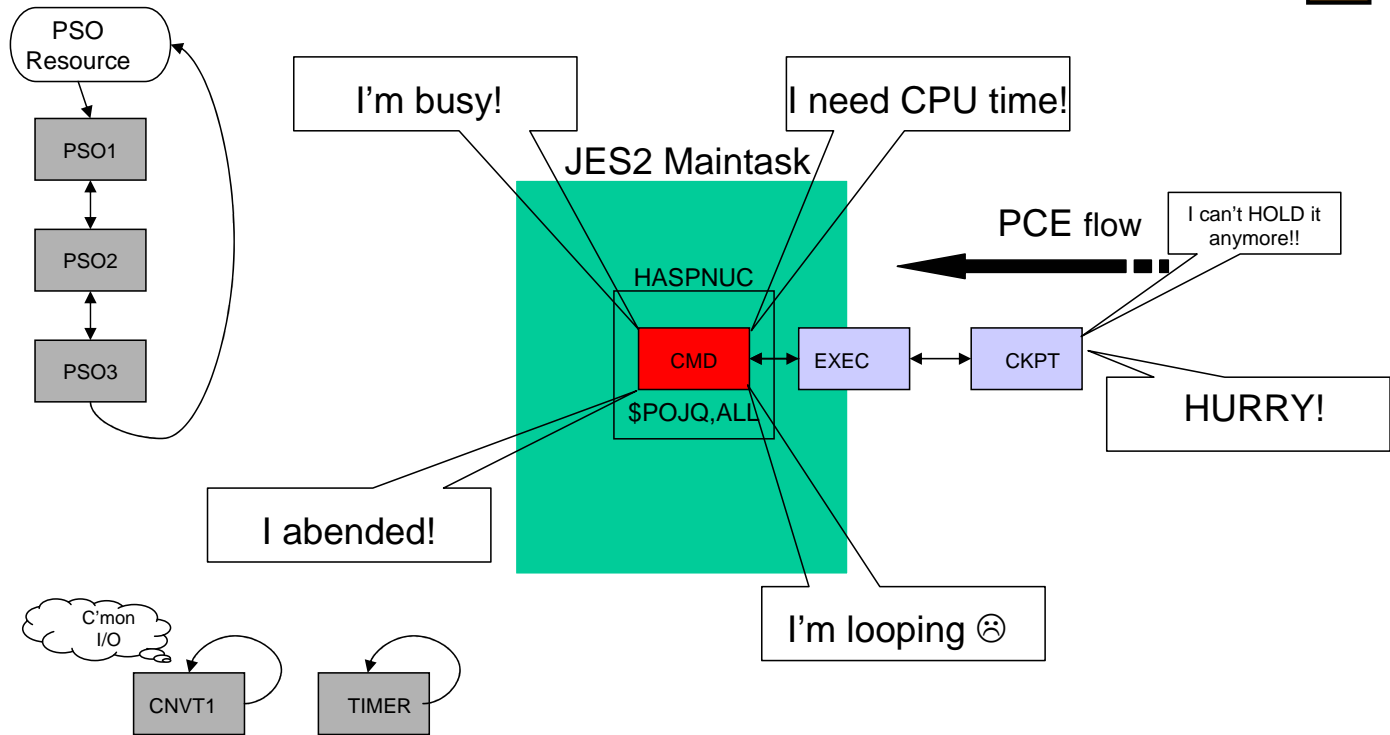 PSO
Resource
PSO1
PSO2
PSO3
I'm busy!
I need CPU time!
JES2 Maintask
PCE flow
I can't HOLD it
anymore!!
HASPNUC
CMD
EXEC
CKPT
$POJQ,ALL
HURRY!
I abended!
I'm looping ☹
C'mon
I/O
CNVT1
TIMER